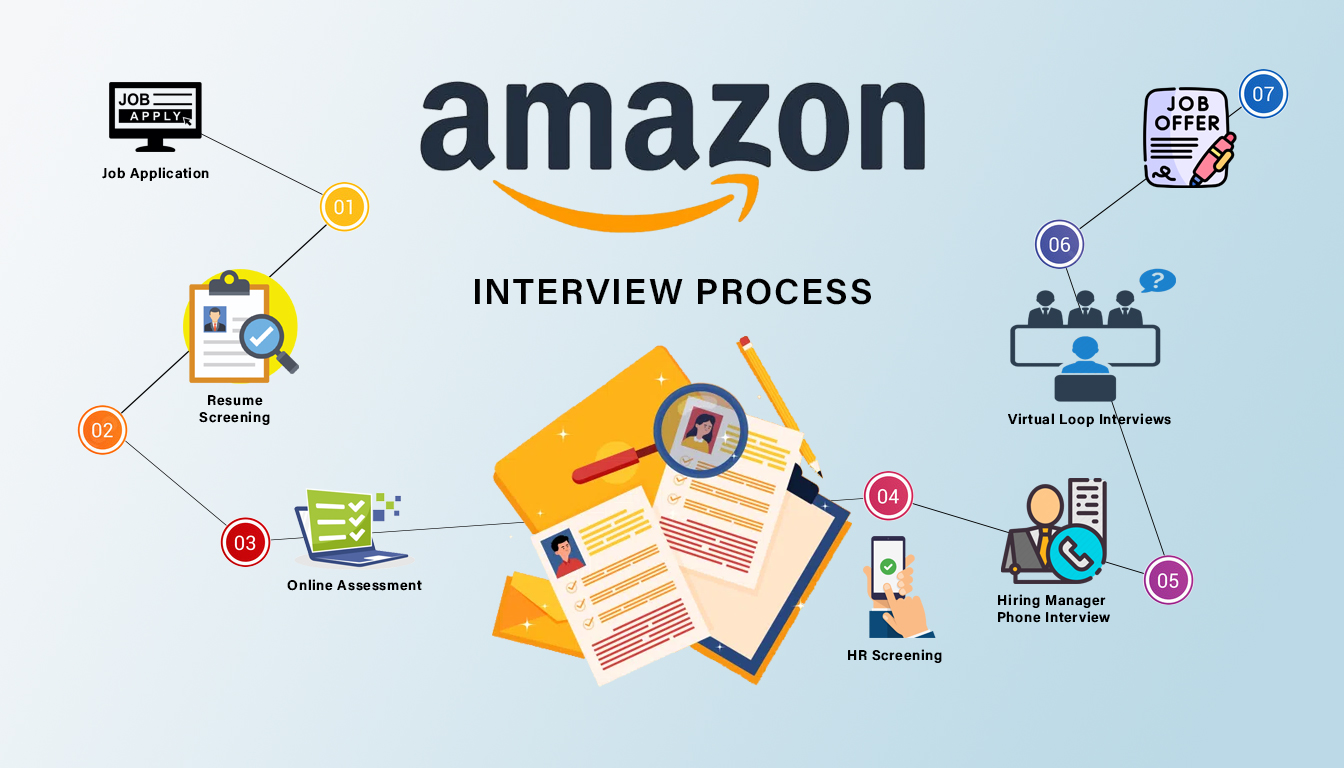 amazon
INTERVIEW PROCESS
JOB
APPLY
Job Application
01
Resume
Screening
02
03
Online Assessment
04
HR Screening
Hiring Manager
Phone Interview
05
?
Virtual Loop Interviews
06
JOB
OFFER
07